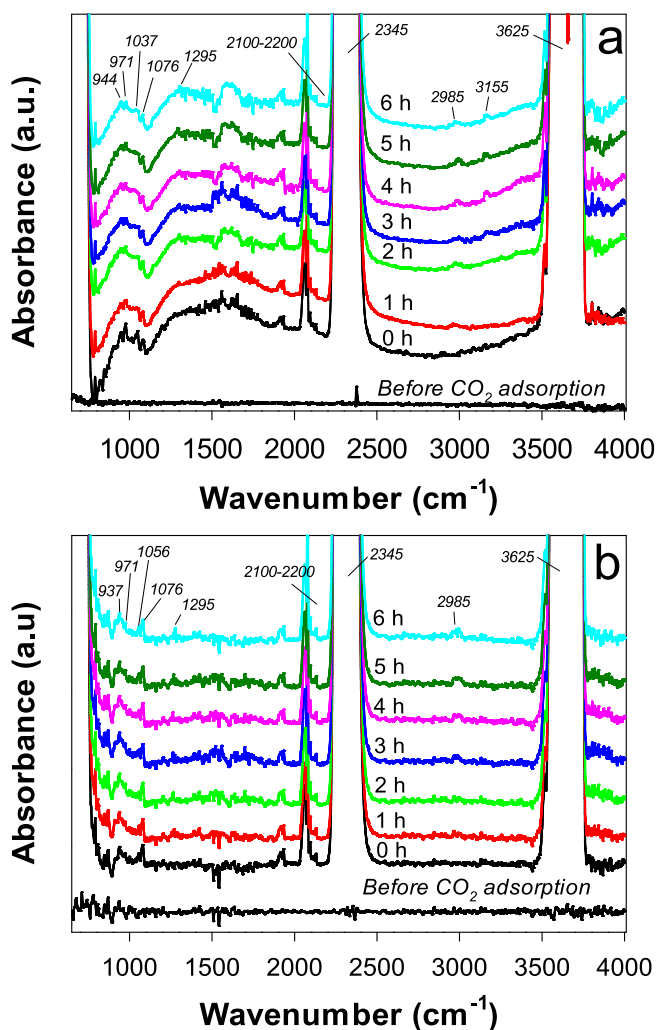 1037
971
944
1076
1295
2100-2200
2345
3625
a
2985
3155
6 h
5 h
4 h
3 h
2 h
1 h
0 h
Before CO₂ adsorption
Absorbance (a.u.)
1000 1500 2000 2500 3000 3500 4000
Wavenumber (cm⁻¹)
1056
971
937
1076
1295
2100-2200
2345
3625
b
2985
6 h
5 h
4 h
3 h
2 h
1 h
0 h
Before CO₂ adsorption
Absorbance (a.u)
1000 1500 2000 2500 3000 3500 4000
Wavenumber (cm⁻¹)